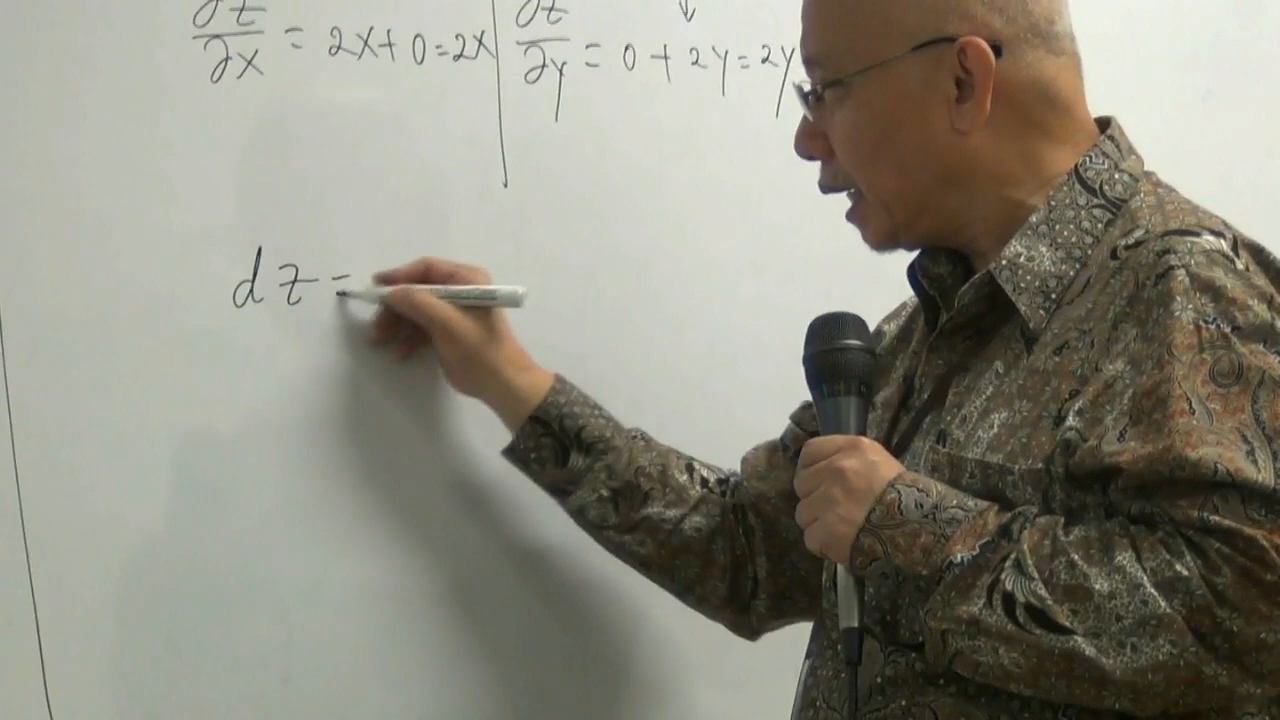 ∂z/∂x = 2x + 0 = 2x | ∂z/∂y = 0 + 2y = 2y
dz =